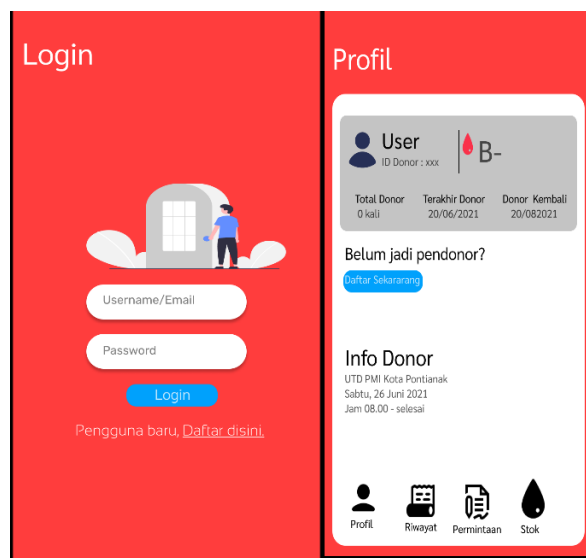 Login
Username/Email
Password
Login
Pengguna baru, Daftar disini.
Profil
User
ID Donor : xxx
B-
Total Donor Terakhir Donor Donor Kembali
0 kali 20/06/2021 20/082021
Belum jadi pendonor?
Daftar Sekararang
Info Donor
UTD PMI Kota Pontianak
Sabtu, 26 Juni 2021
Jam 08.00 - selesai
Profil Riwayat Permintaan Stok